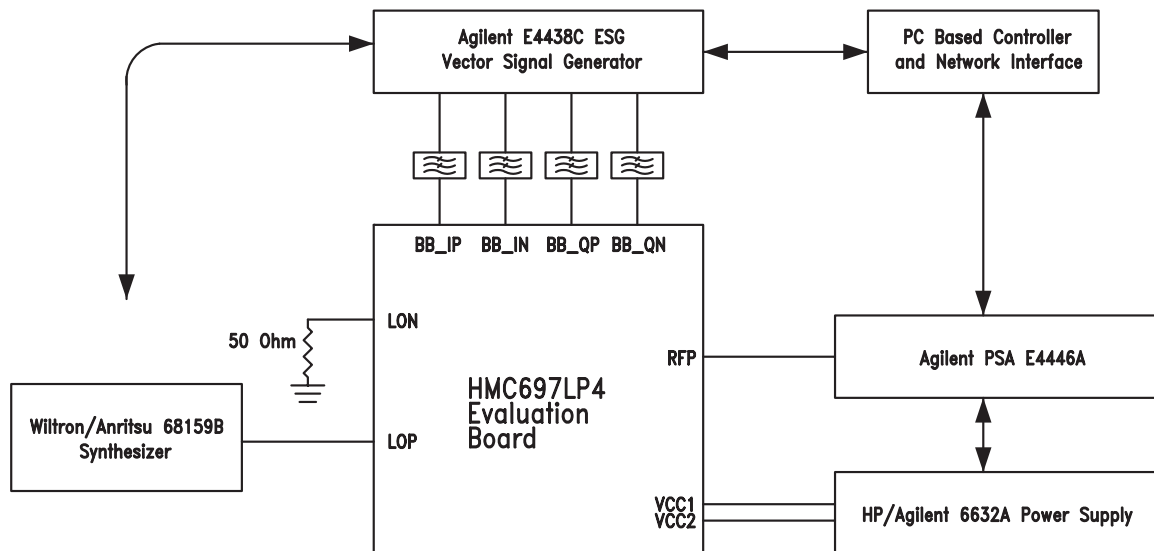 Agilent E4438C ESG
Vector Signal Generator
PC Based Controller
and Network Interface
BB_IP BB_IN BB_QP BB_QN
LON
50 Ohm
RFP
Agilent PSA E4446A
HMC697LP4
Evaluation
Board
Wiltron/Anritsu 68159B
Synthesizer
LOP
VCC1
VCC2
HP/Agilent 6632A Power Supply